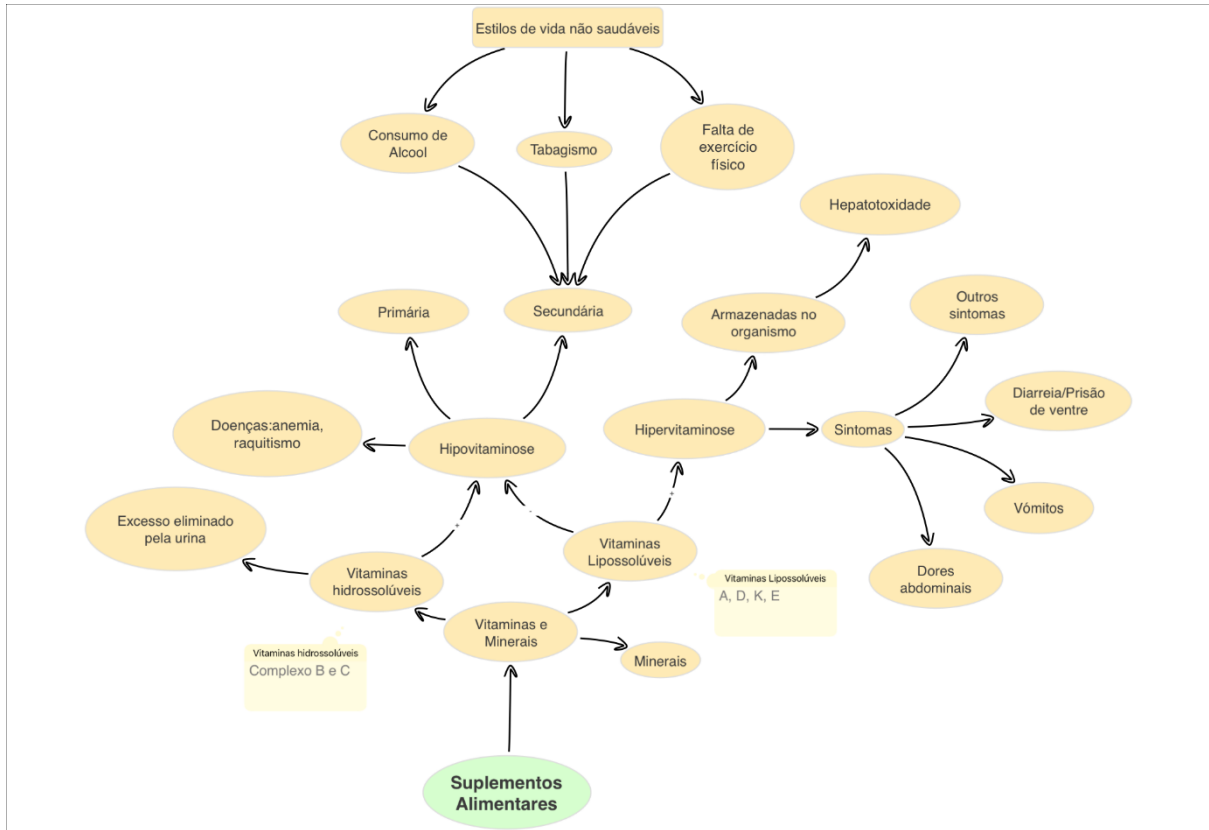 Estilos de vida não saudáveis
Consumo de
Alcool
Tabagismo
Falta de
exercício
físico
Hepatotoxidade
Primária
Secundária
Armazenadas no
organismo
Outros
sintomas
Doenças:anemia,
raquitismo
Hipovitaminose
Hipervitaminose
Sintomas
Diarreia/Prisão
de ventre
Excesso eliminado
pela urina
+
-
+
Vómitos
Vitaminas
hidrossolúveis
Vitaminas
Lipossolúveis
Vitaminas Lipossolúveis
A, D, K, E
Dores
abdominais
Vitaminas e
Minerais
Minerais
Vitaminas hidrossolúveis
Complexo B e C
Suplementos
Alimentares